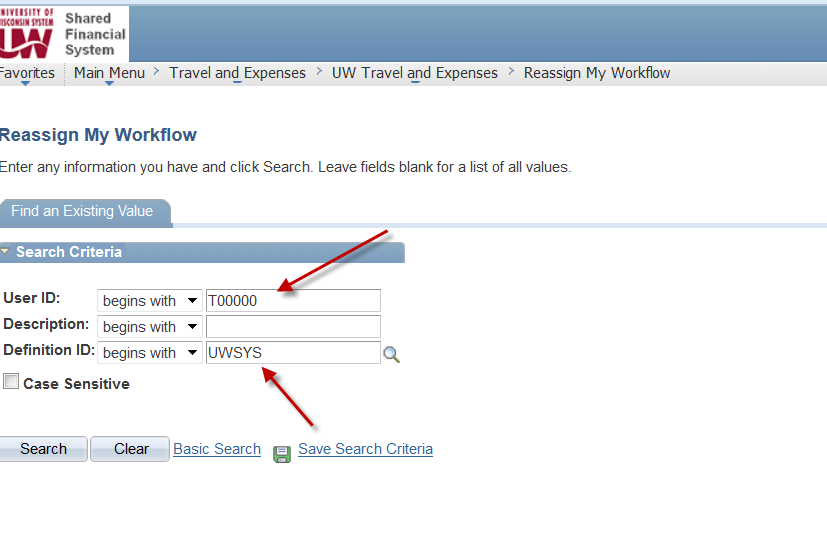 UNIVERSITY OF
WISCONSIN SYSTEM
UW
Shared
Financial
System
Favorites Main Menu > Travel and Expenses > UW Travel and Expenses > Reassign My Workflow
Reassign My Workflow
Enter any information you have and click Search. Leave fields blank for a list of all values.
Find an Existing Value
Search Criteria
User ID: begins with T00000
Description: begins with
Definition ID: begins with UWSYS
Case Sensitive
Search Clear Basic Search Save Search Criteria